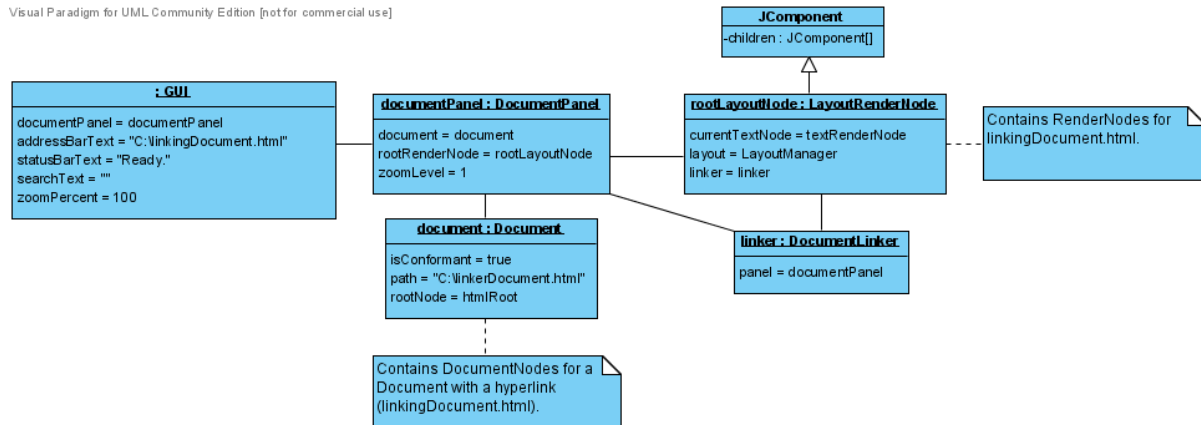 Visual Paradigm for UML Community Edition [not for commercial use]
JComponent
-children : JComponent[]
: GUI
documentPanel = documentPanel
addressBarText = "C:\linkingDocument.html"
statusBarText = "Ready."
searchText = ""
zoomPercent = 100
documentPanel : DocumentPanel
document = document
rootRenderNode = rootLayoutNode
zoomLevel = 1
rootLayoutNode : LayoutRenderNode
currentTextNode = textRenderNode
layout = LayoutManager
linker = linker
Contains RenderNodes for
linkingDocument.html.
document : Document
isConformant = true
path = "C:\linkerDocument.html"
rootNode = htmlRoot
linker : DocumentLinker
panel = documentPanel
Contains DocumentNodes for a
Document with a hyperlink
(linkingDocument.html).